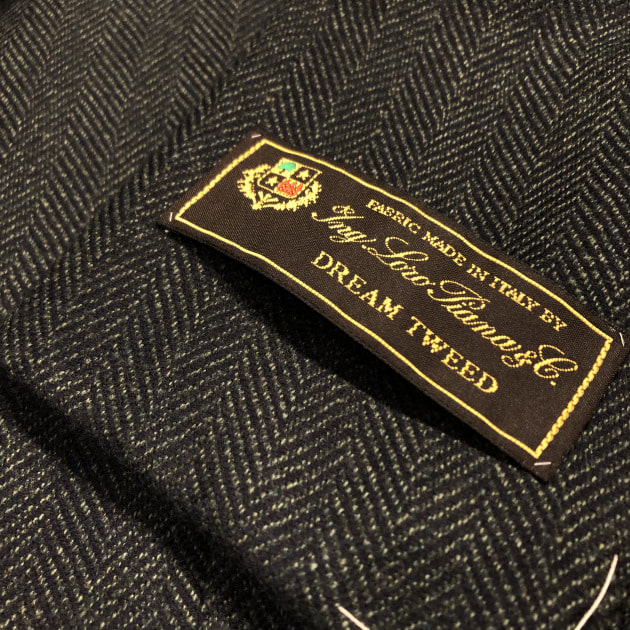 FABRIC MADE IN ITALY BY
Ing. Loro Piana & C.
DREAM TWEED